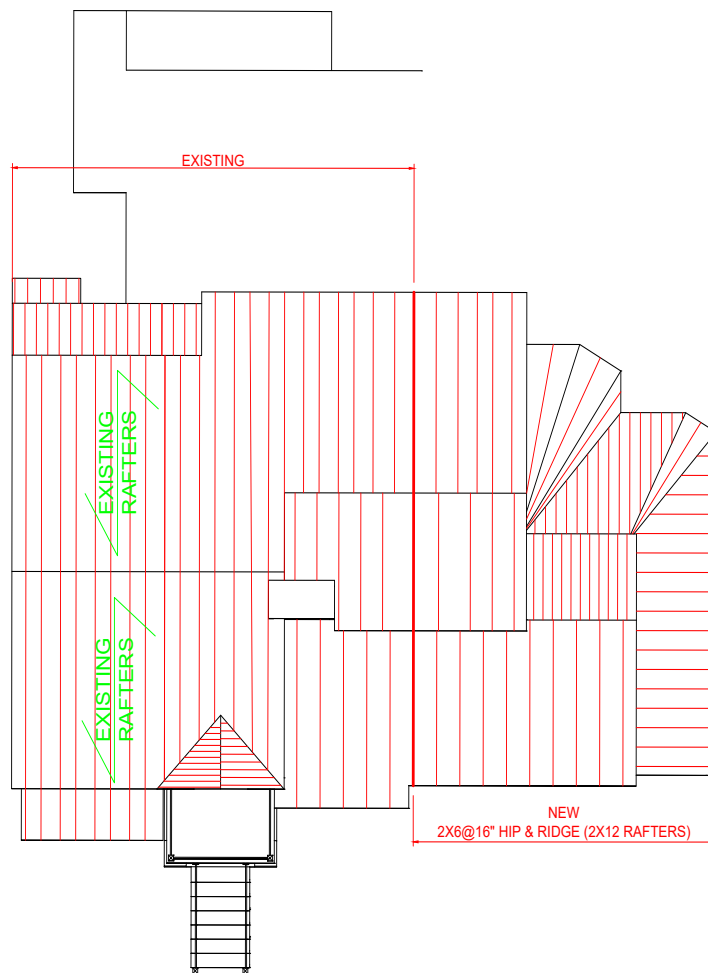 EXISTING
EXISTING
RAFTERS
EXISTING
RAFTERS
NEW
2X6@16" HIP & RIDGE (2X12 RAFTERS)